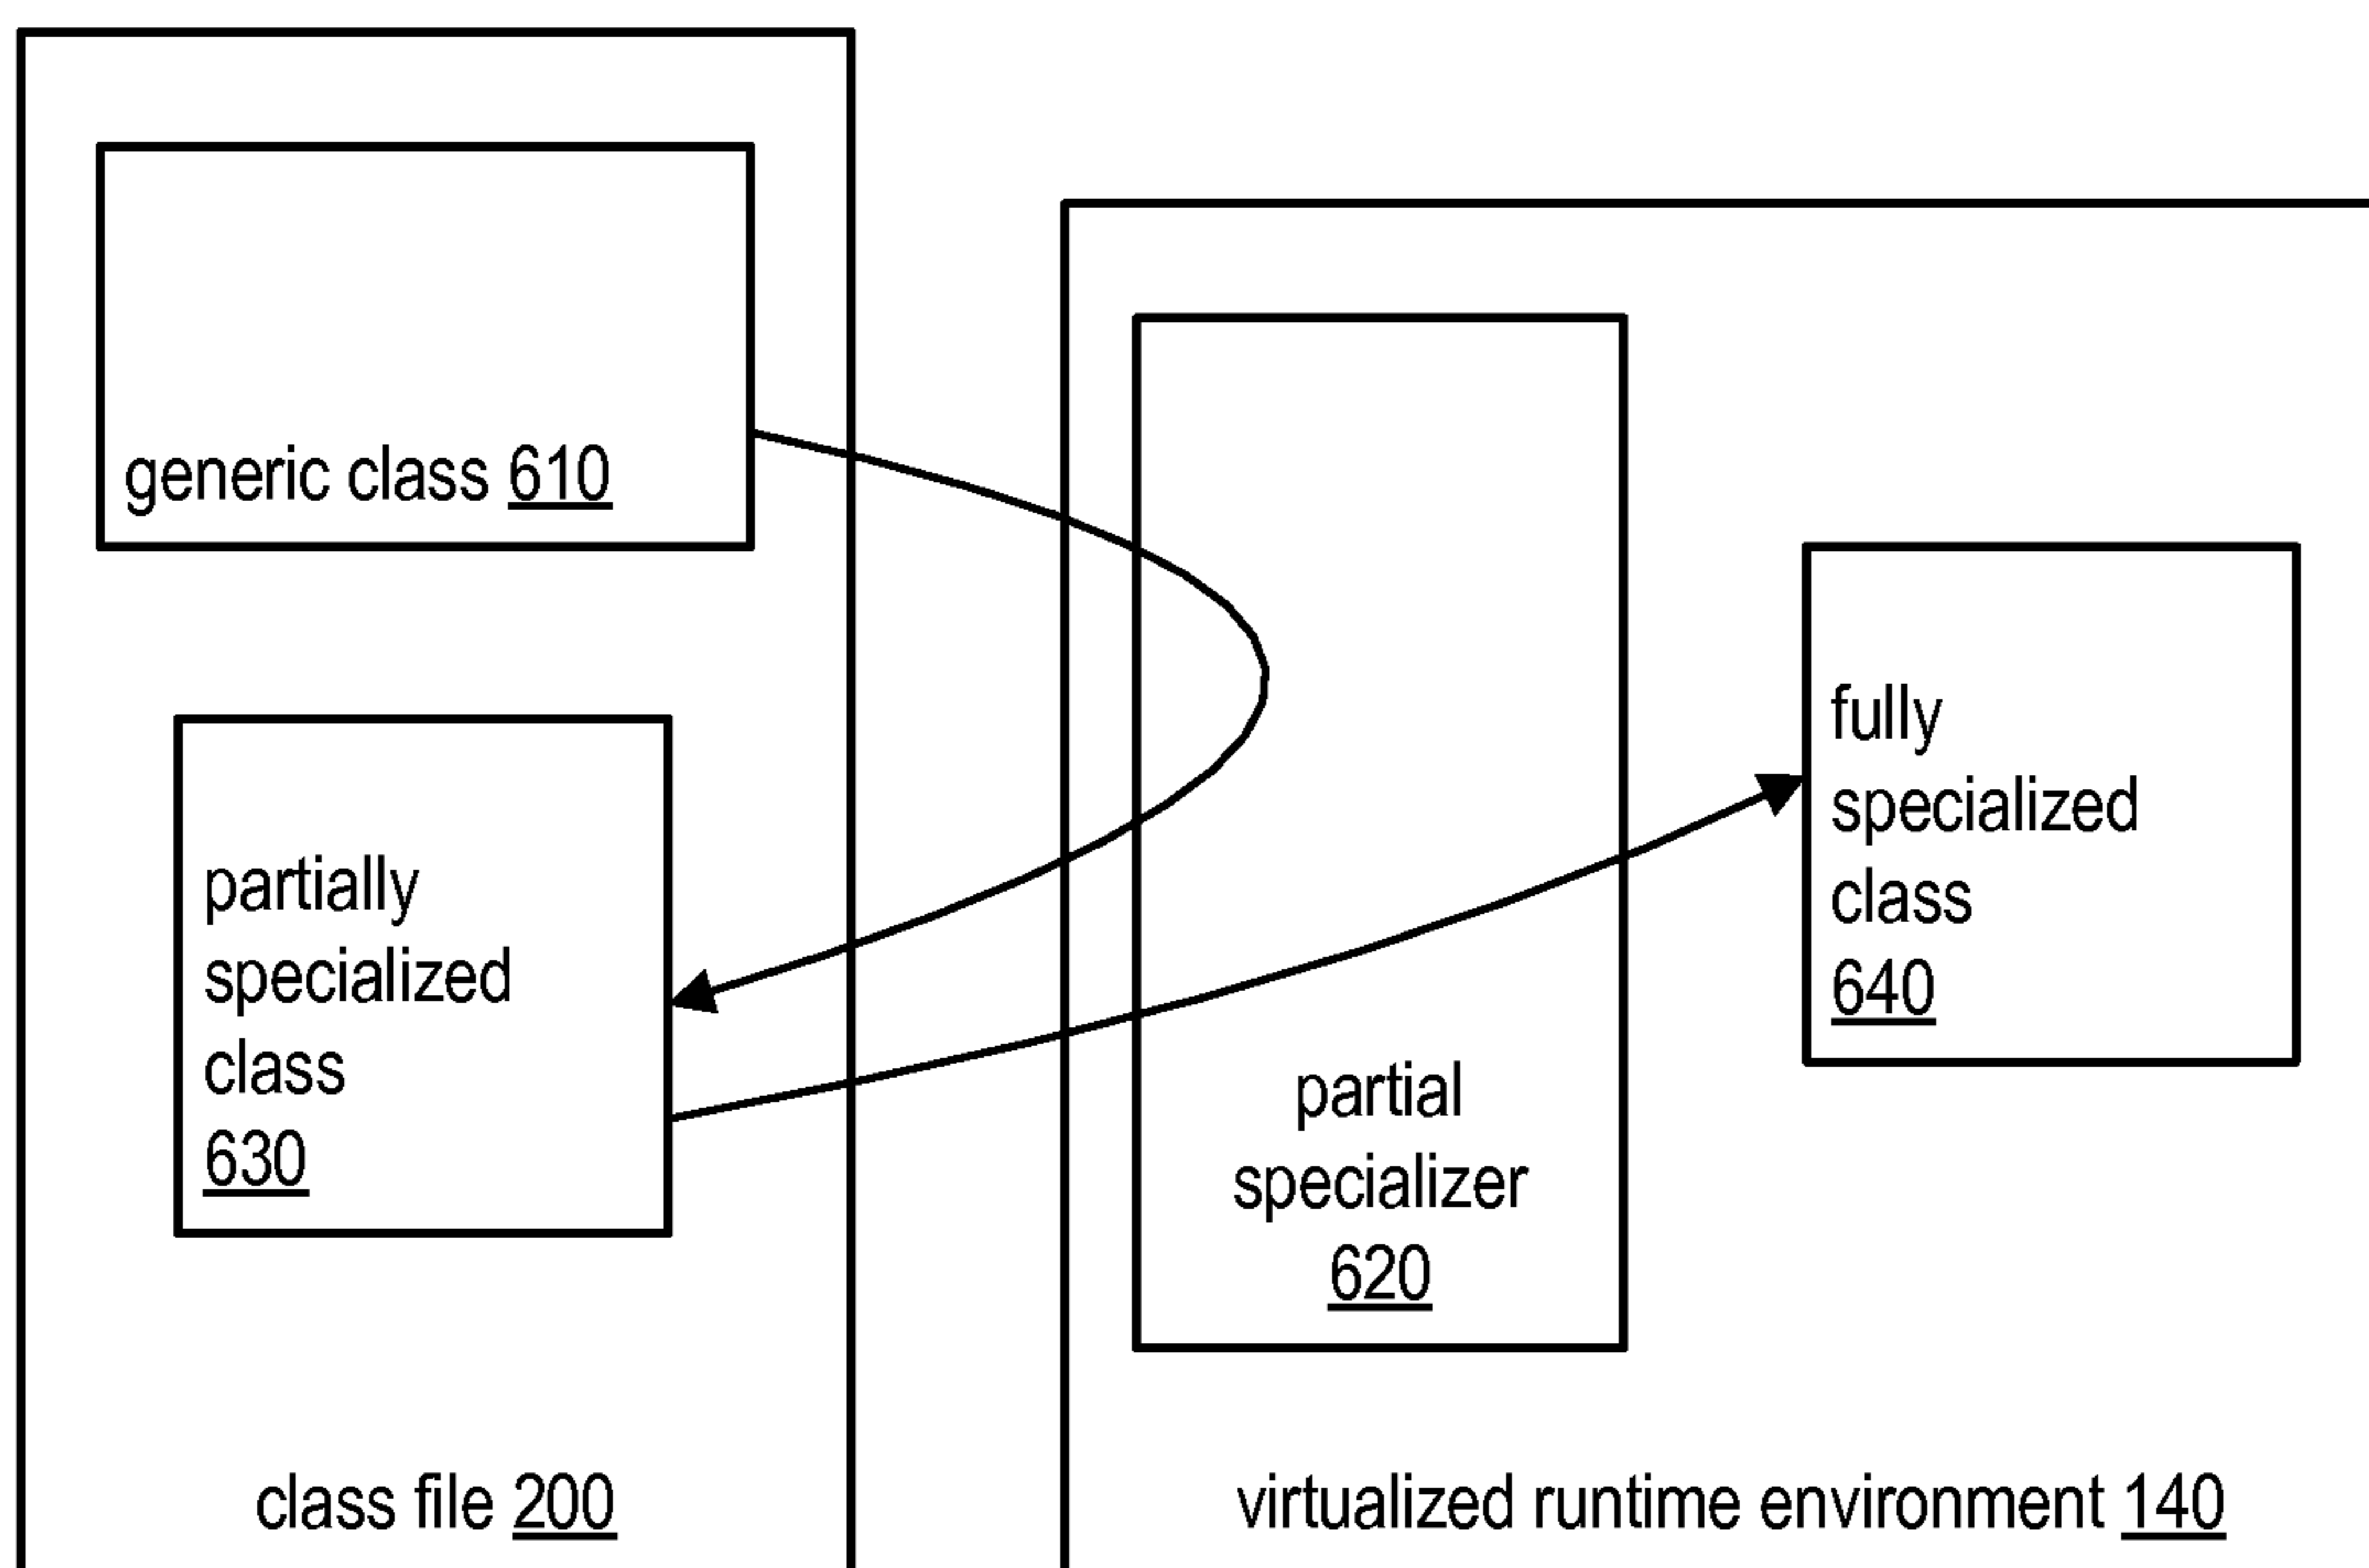 generic class 610
partially
specialized
class
630
partial
specializer
620
fully
specialized
class
640
class file 200
virtualized runtime environment 140